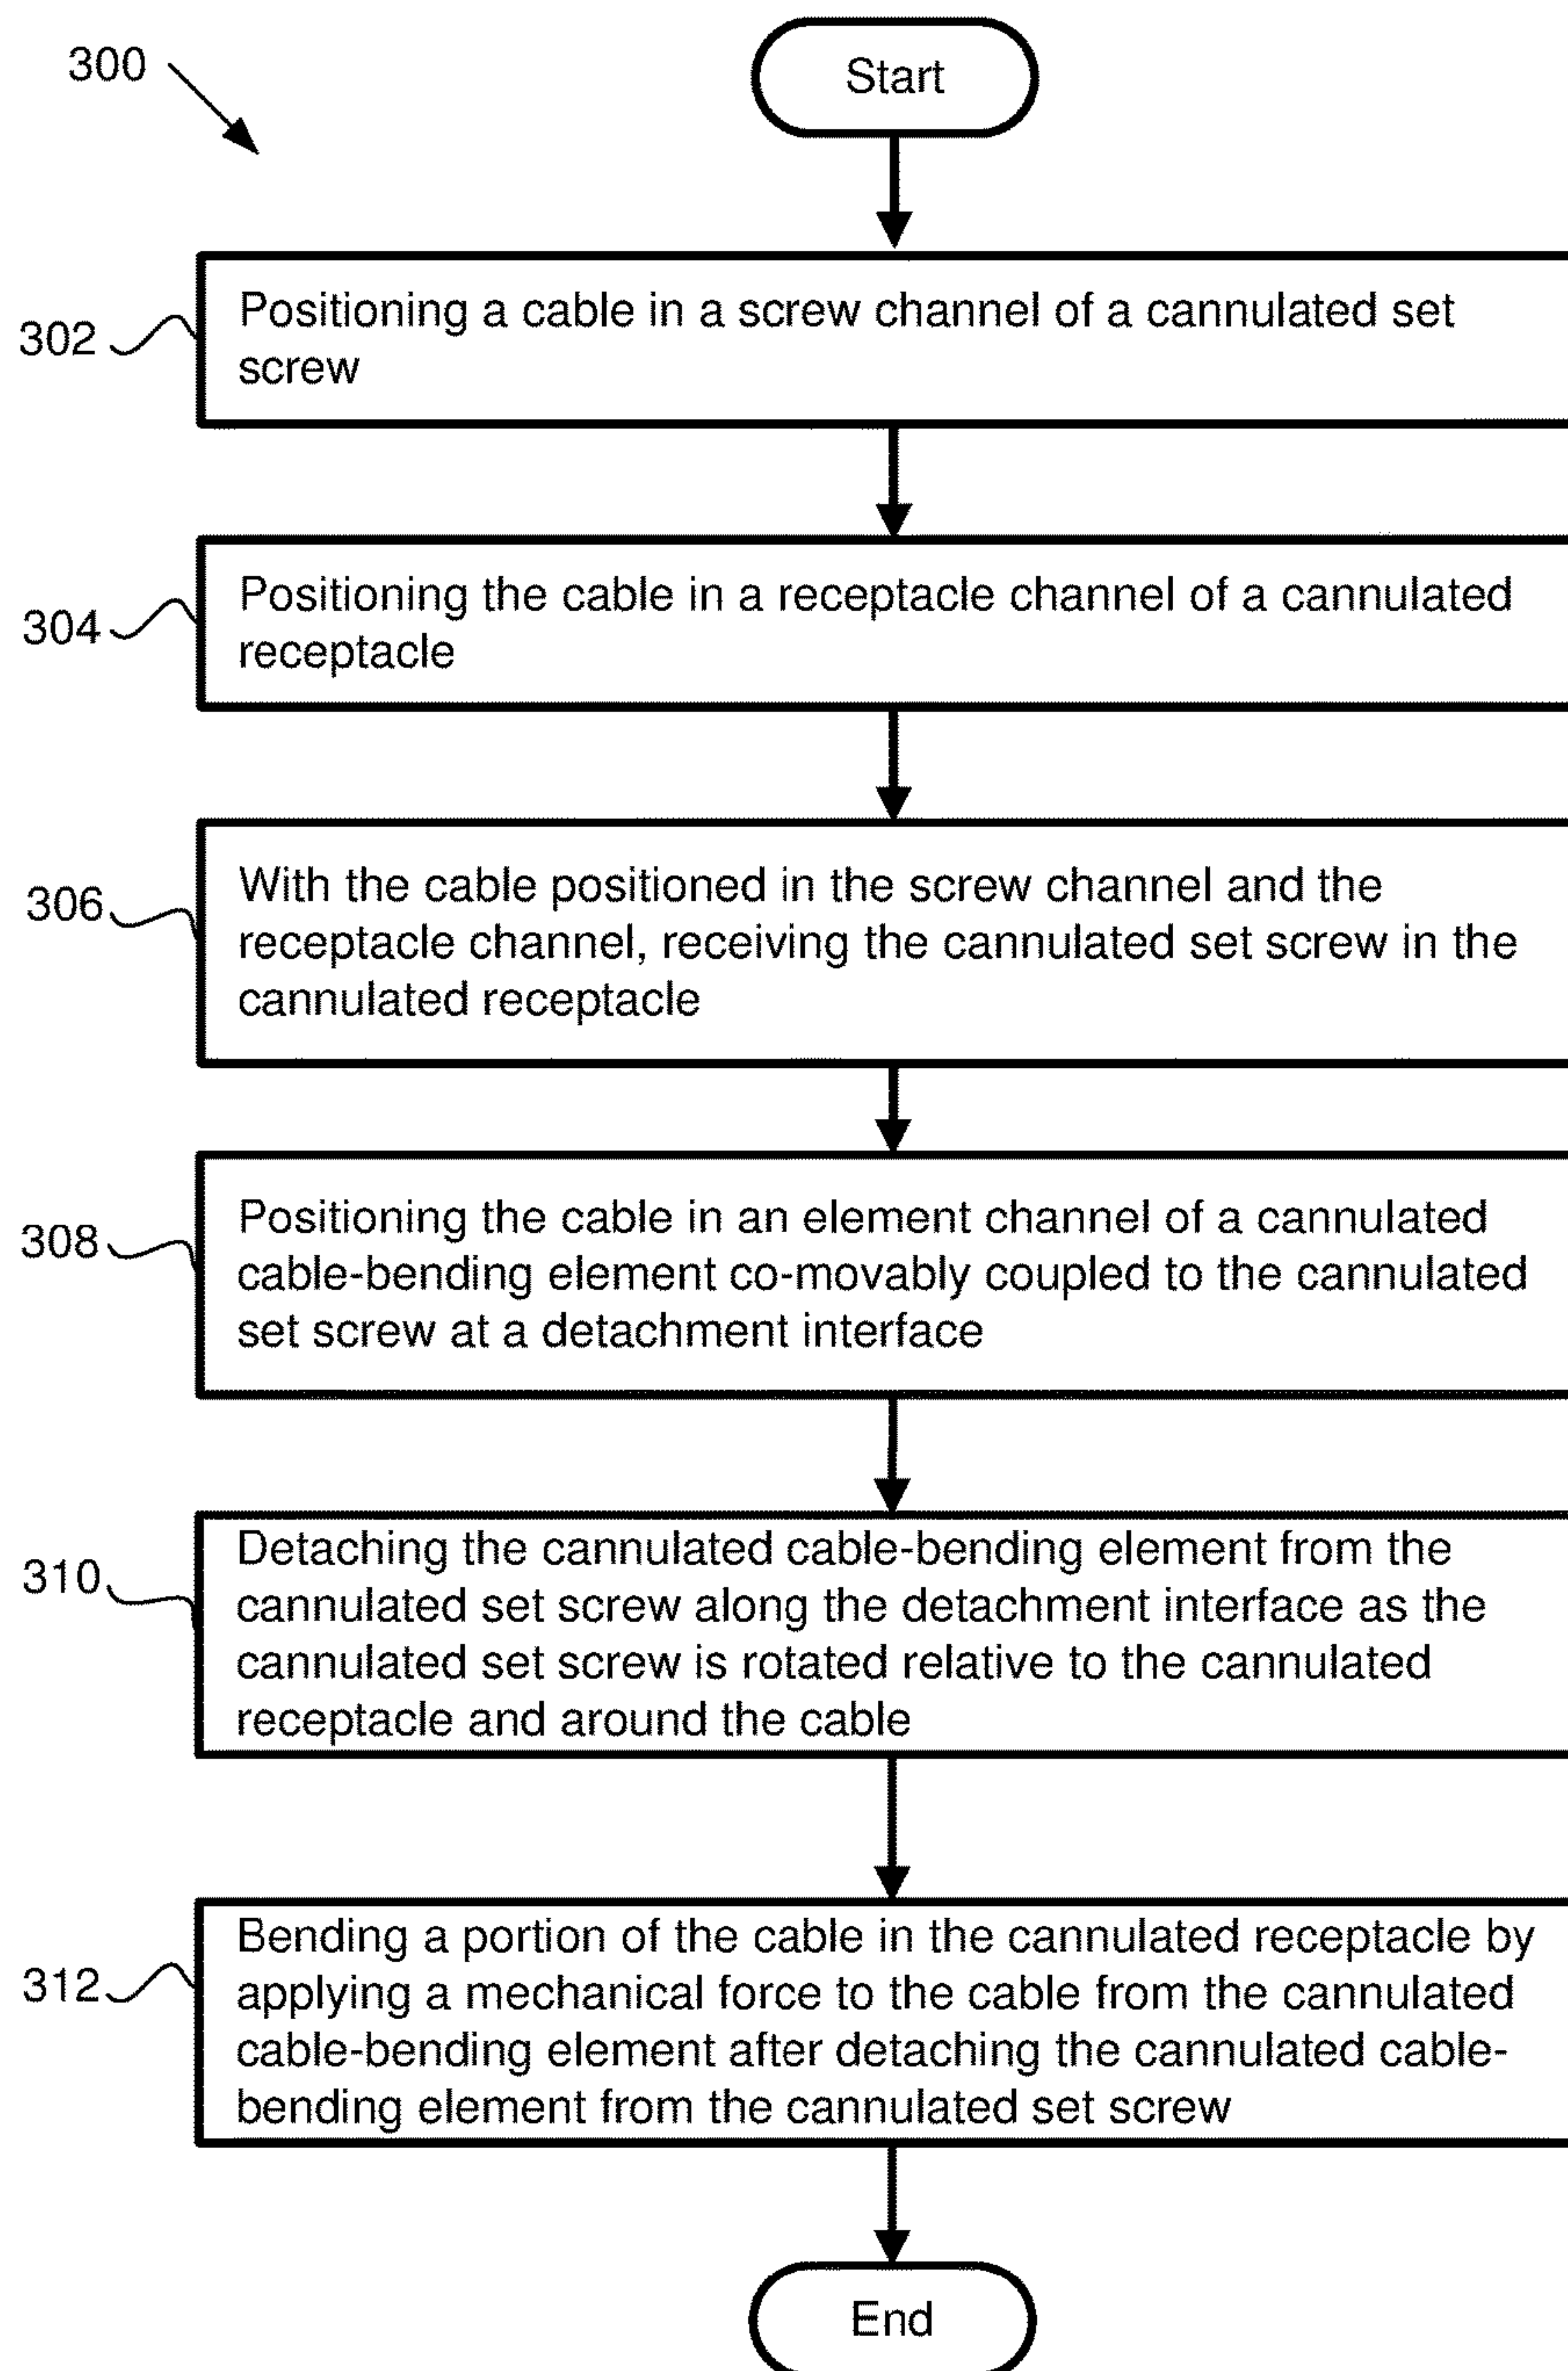 300
Start
302
Positioning a cable in a screw channel of a cannulated set
screw
304
Positioning the cable in a receptacle channel of a cannulated
receptacle
306
With the cable positioned in the screw channel and the
receptacle channel, receiving the cannulated set screw in the
cannulated receptacle
308
Positioning the cable in an element channel of a cannulated
cable-bending element co-movably coupled to the cannulated
set screw at a detachment interface
310
Detaching the cannulated cable-bending element from the
cannulated set screw along the detachment interface as the
cannulated set screw is rotated relative to the cannulated
receptacle and around the cable
312
Bending a portion of the cable in the cannulated receptacle by
applying a mechanical force to the cable from the cannulated
cable-bending element after detaching the cannulated cable-
bending element from the cannulated set screw
End